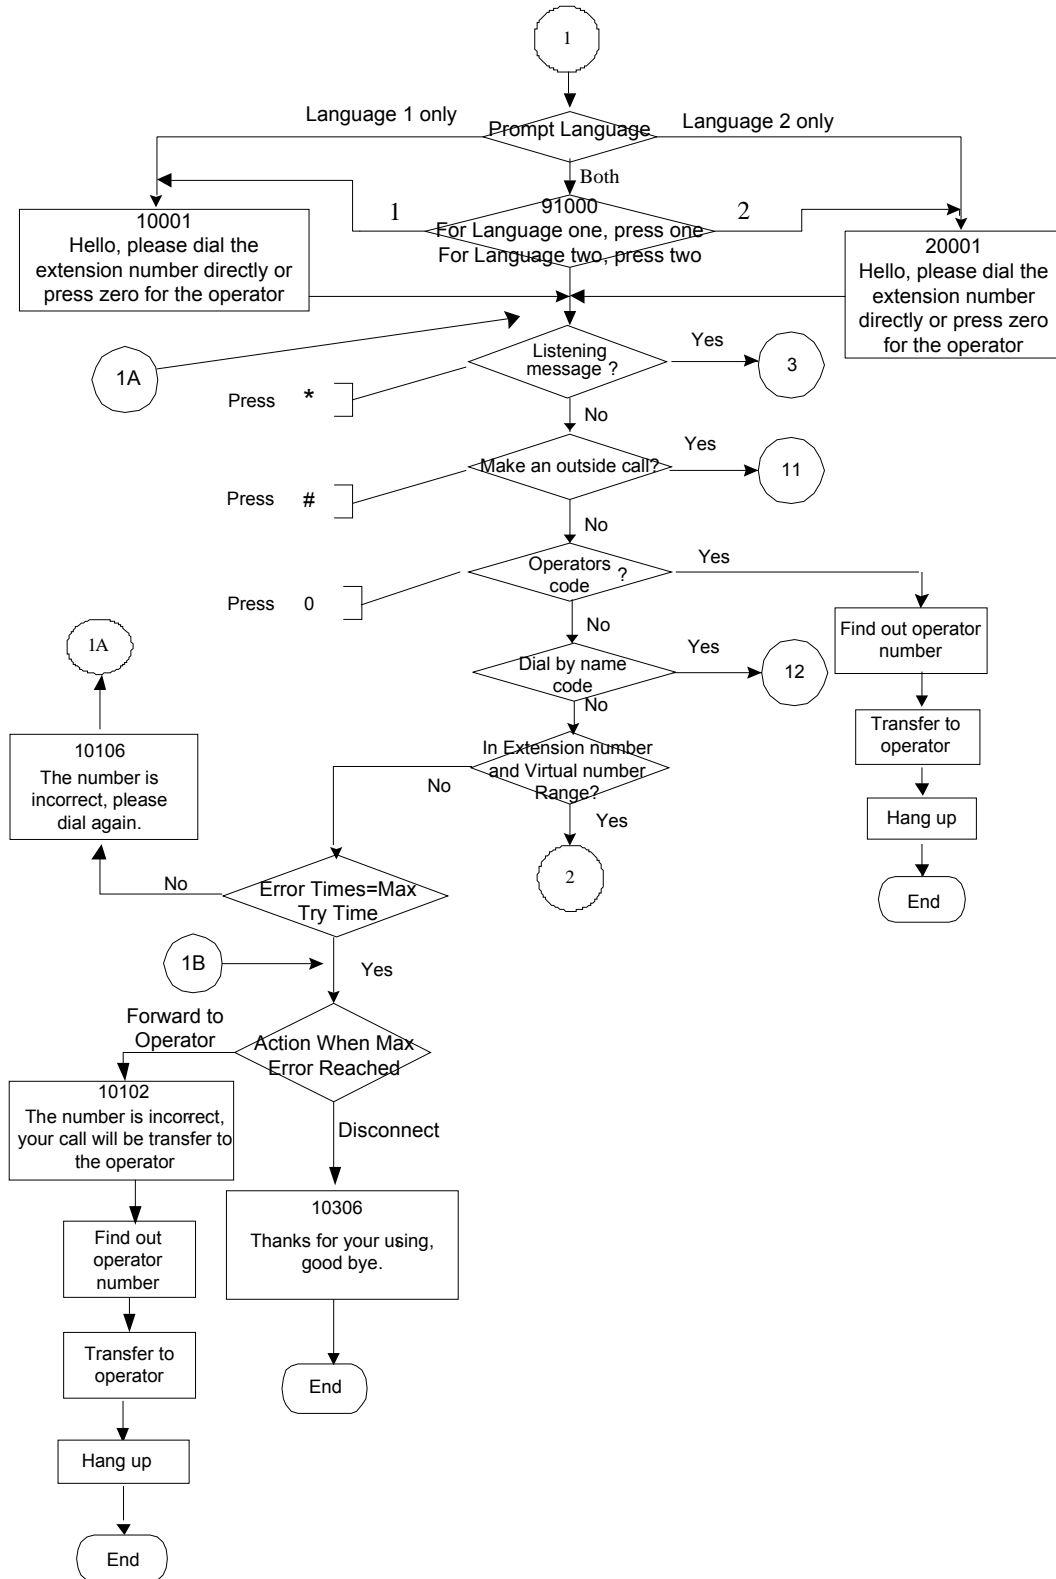 1
Language 1 only
Prompt Language
Language 2 only
Both
1
91000
For Language one, press one
For Language two, press two
2
10001
Hello, please dial the
extension number directly or
press zero for the operator
20001
Hello, please dial the
extension number
directly or press zero
for the operator
1A
Listening
message ?
Yes
3
Press *
No
Make an outside call?
Yes
11
Press #
No
Operators
code ?
Yes
Press 0
No
Find out operator
number
1A
Dial by name
code
Yes
12
No
Transfer to
operator
10106
The number is
incorrect, please
dial again.
In Extension number
and Virtual number
Range?
No
Yes
Hang up
2
End
No
Error Times=Max
Try Time
1B
Yes
Forward to
Operator
Action When Max
Error Reached
10102
The number is incorrect,
your call will be transfer to
the operator
Disconnect
10306
Thanks for your using,
good bye.
Find out
operator
number
Transfer to
operator
End
Hang up
End